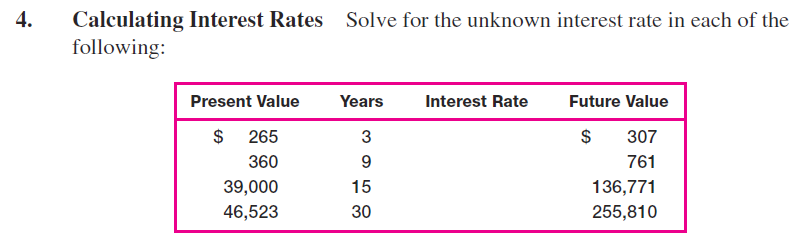 4. Calculating Interest Rates Solve for the unknown interest rate in each of the
following:
Present Value Years Interest Rate Future Value
$ 265 3 $ 307
360 9 761
39,000 15 136,771
46,523 30 255,810